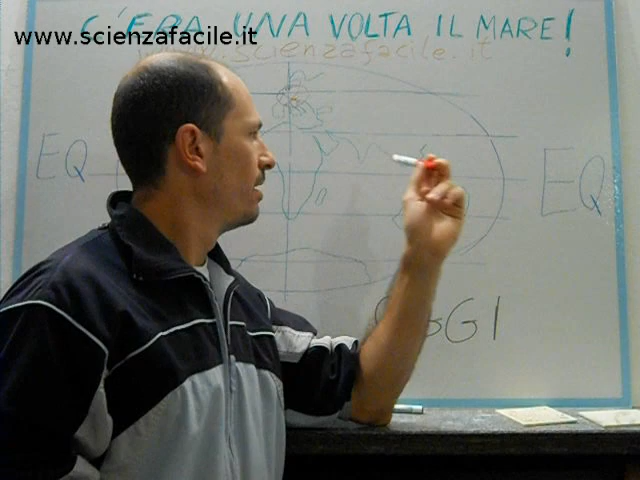 C'ERA UNA VOLTA IL MARE!
www.scienzafacile.it
www.scienzafacile.it
EQ
EQ
OGGI